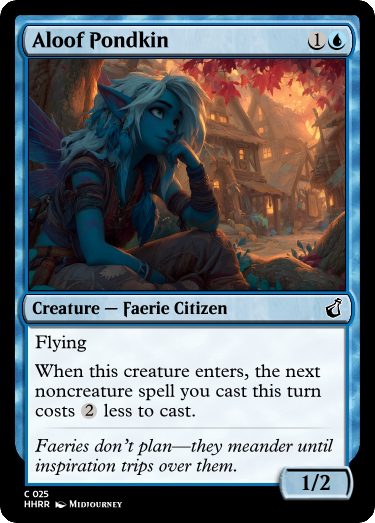 Aloof Pondkin 1
Creature — Faerie Citizen
Flying
When this creature enters, the next
noncreature spell you cast this turn
costs 2 less to cast.
Faeries don't plan—they meander until
inspiration trips over them.
1/2
C 025
HHRR Midjourney